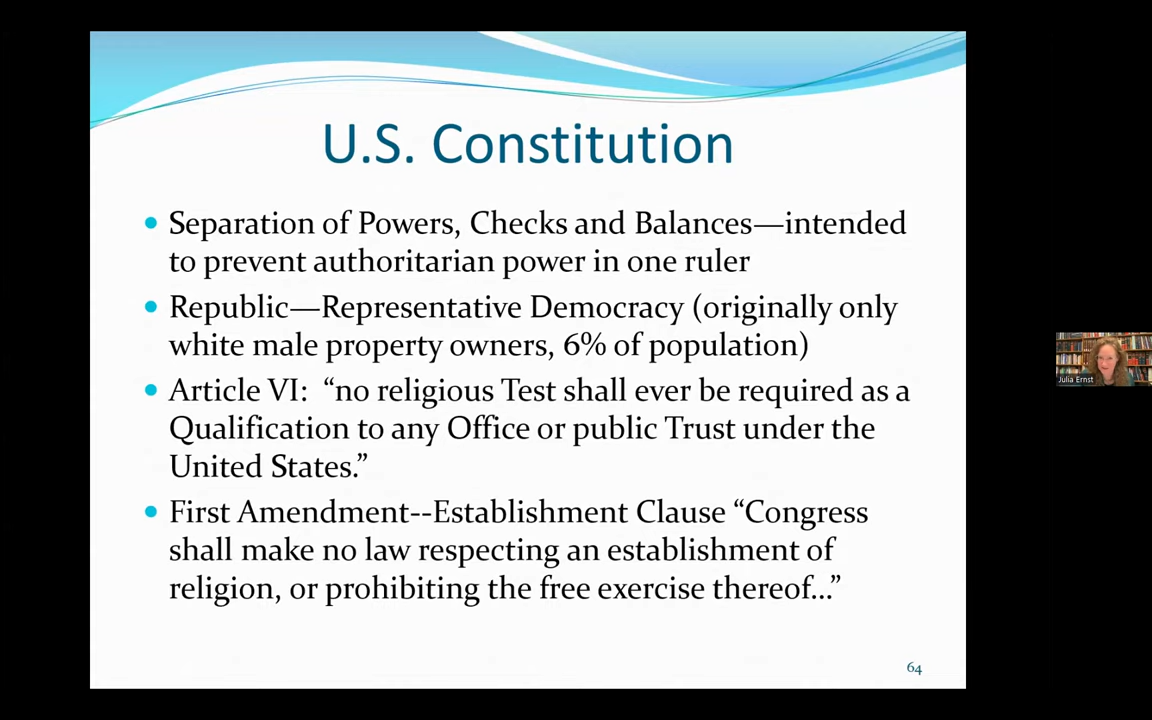 U.S. Constitution
Separation of Powers, Checks and Balances—intended
to prevent authoritarian power in one ruler
Republic—Representative Democracy (originally only
white male property owners, 6% of population)
Article VI:  “no religious Test shall ever be required as a
Qualification to any Office or public Trust under the
United States.”
First Amendment--Establishment Clause “Congress
shall make no law respecting an establishment of
religion, or prohibiting the free exercise thereof…”
64
Julia Ernst